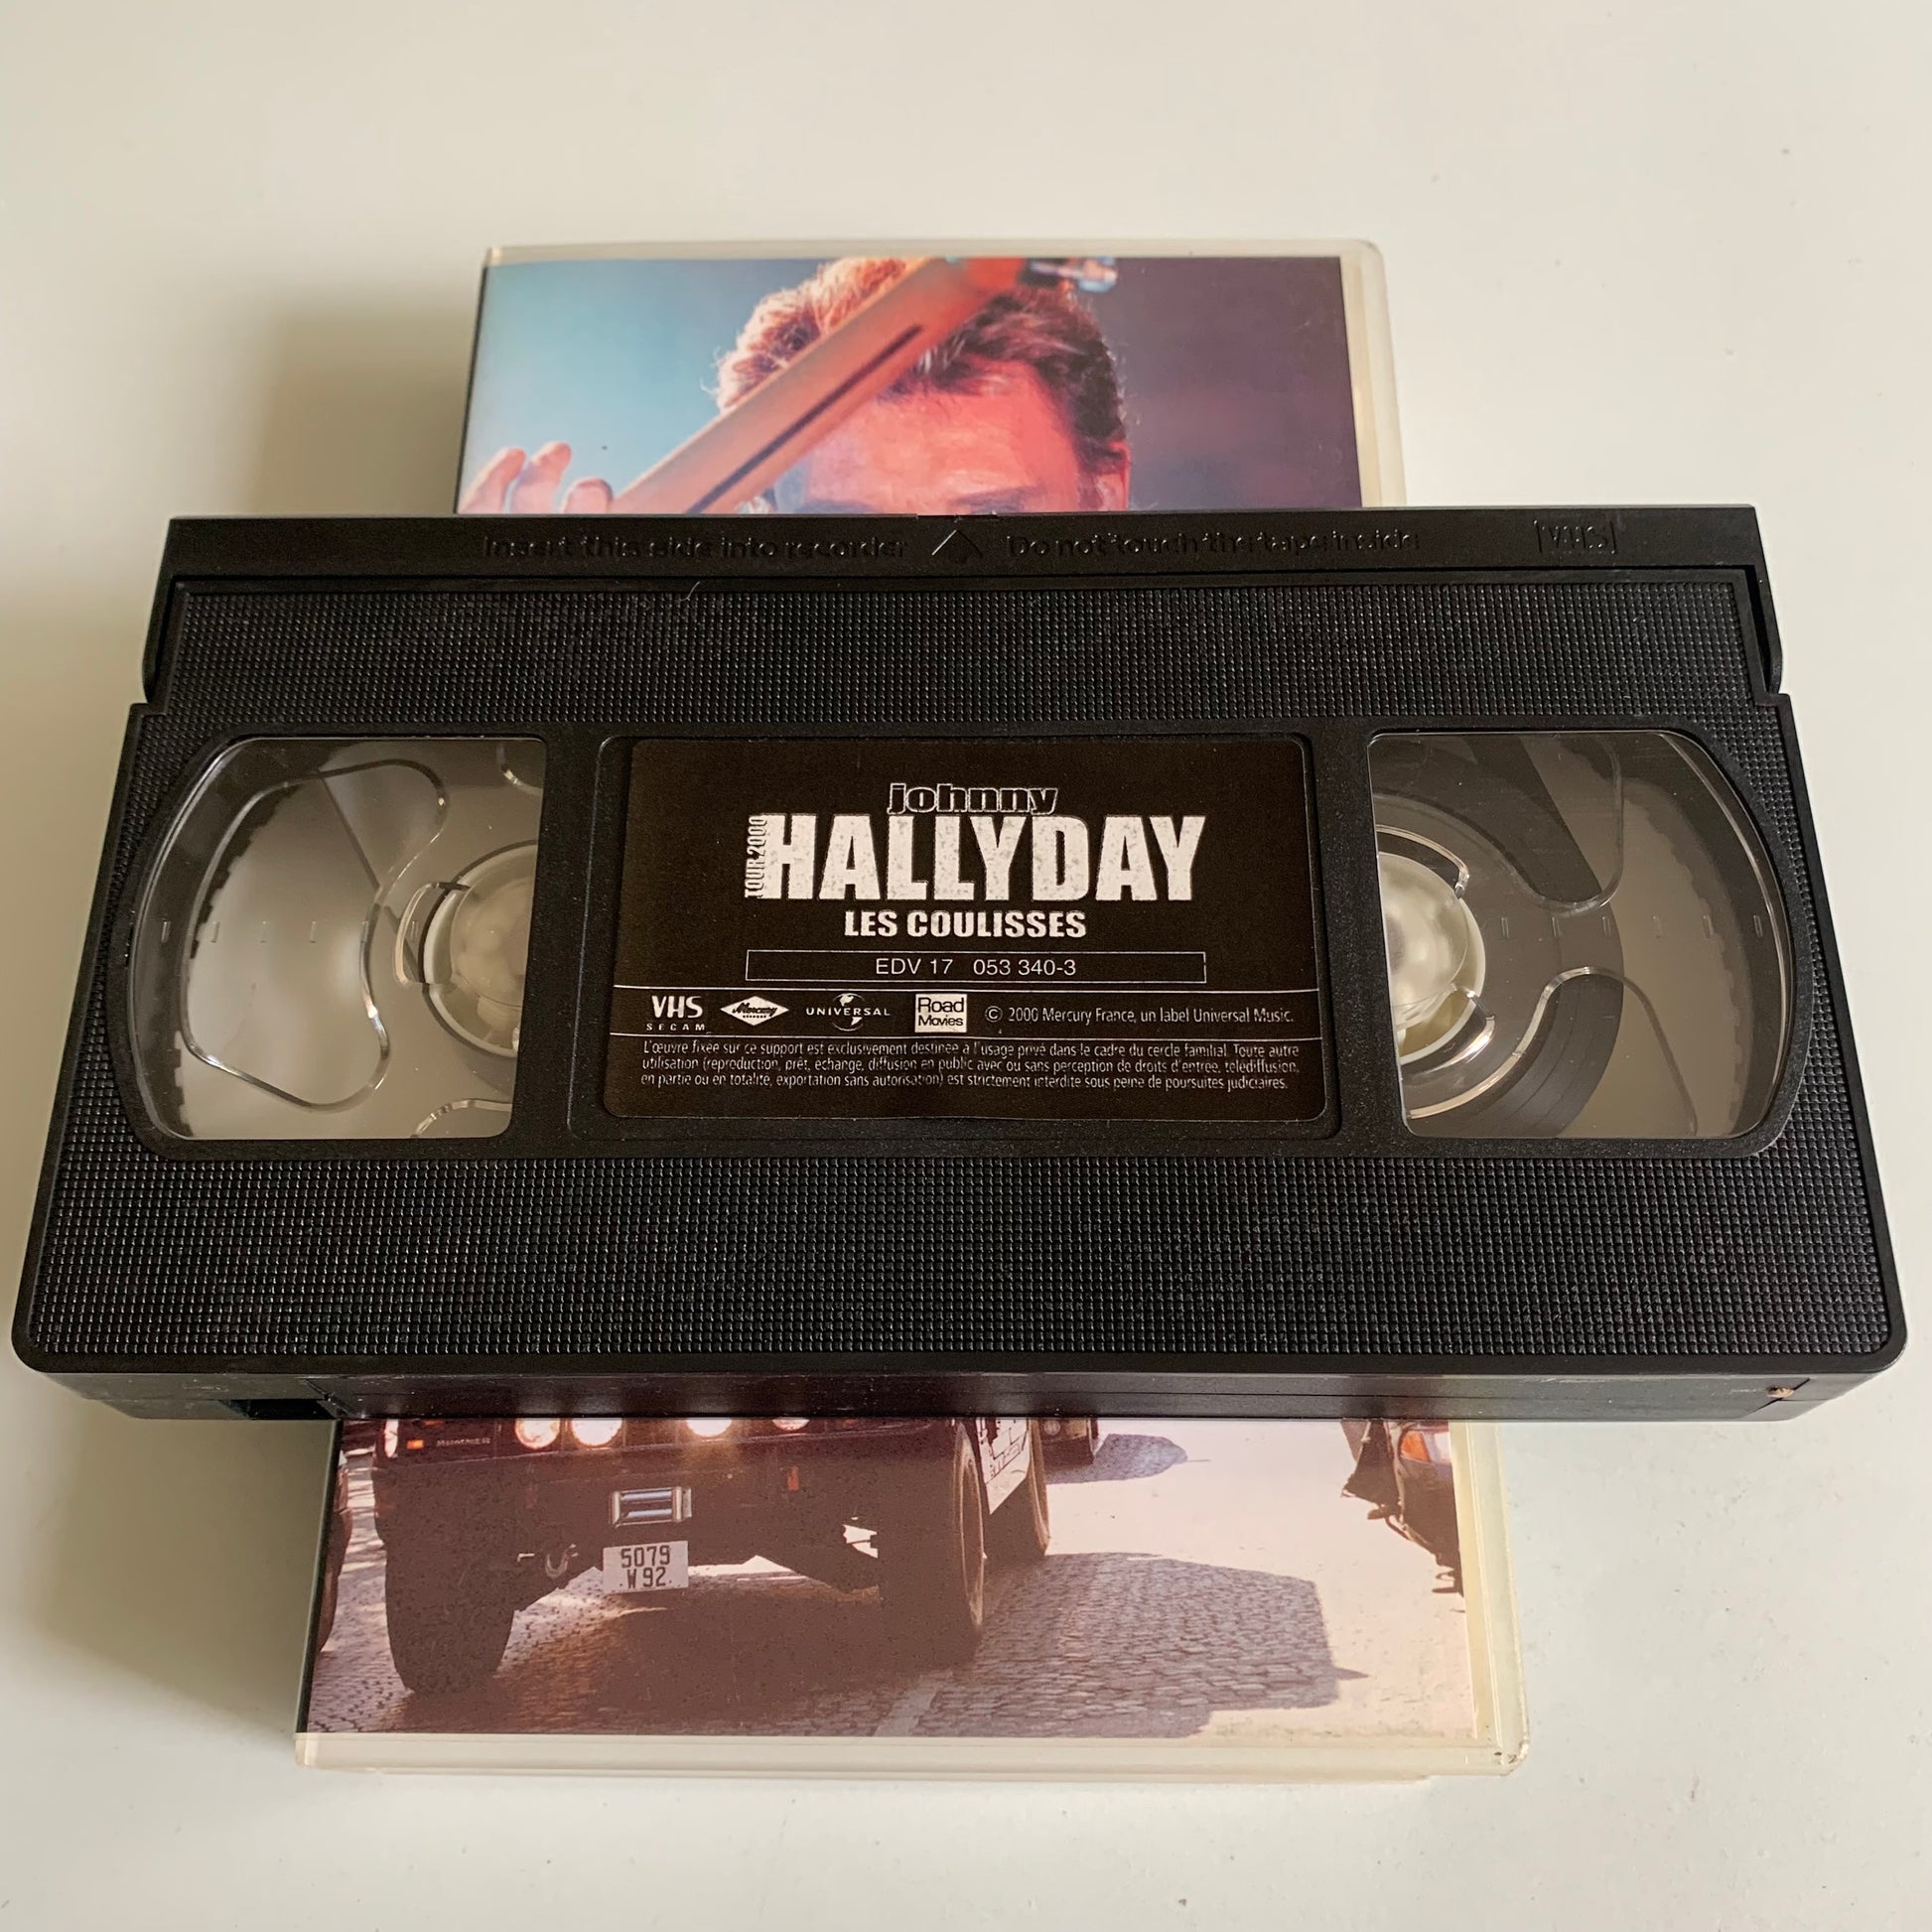 Insert this side into recorder Do not touch the tape inside VHS
johnny
TOUR 2000
HALLYDAY
LES COULISSES
EDV 17 053 340-3
VHS
SECAM
Mercury
UNIVERSAL
Road
Movies
© 2000 Mercury France, un label Universal Music.
L'œuvre fixée sur ce support est exclusivement destinée à l'usage privé dans le cadre du cercle familial. Toute autre
utilisation (reproduction, prêt, échange, diffusion en public avec ou sans perception de droits d'entrée, télédiffusion,
en partie ou en totalité, exportation sans autorisation) est strictement interdite sous peine de poursuites judiciaires.
HUMMER
5079
W 92